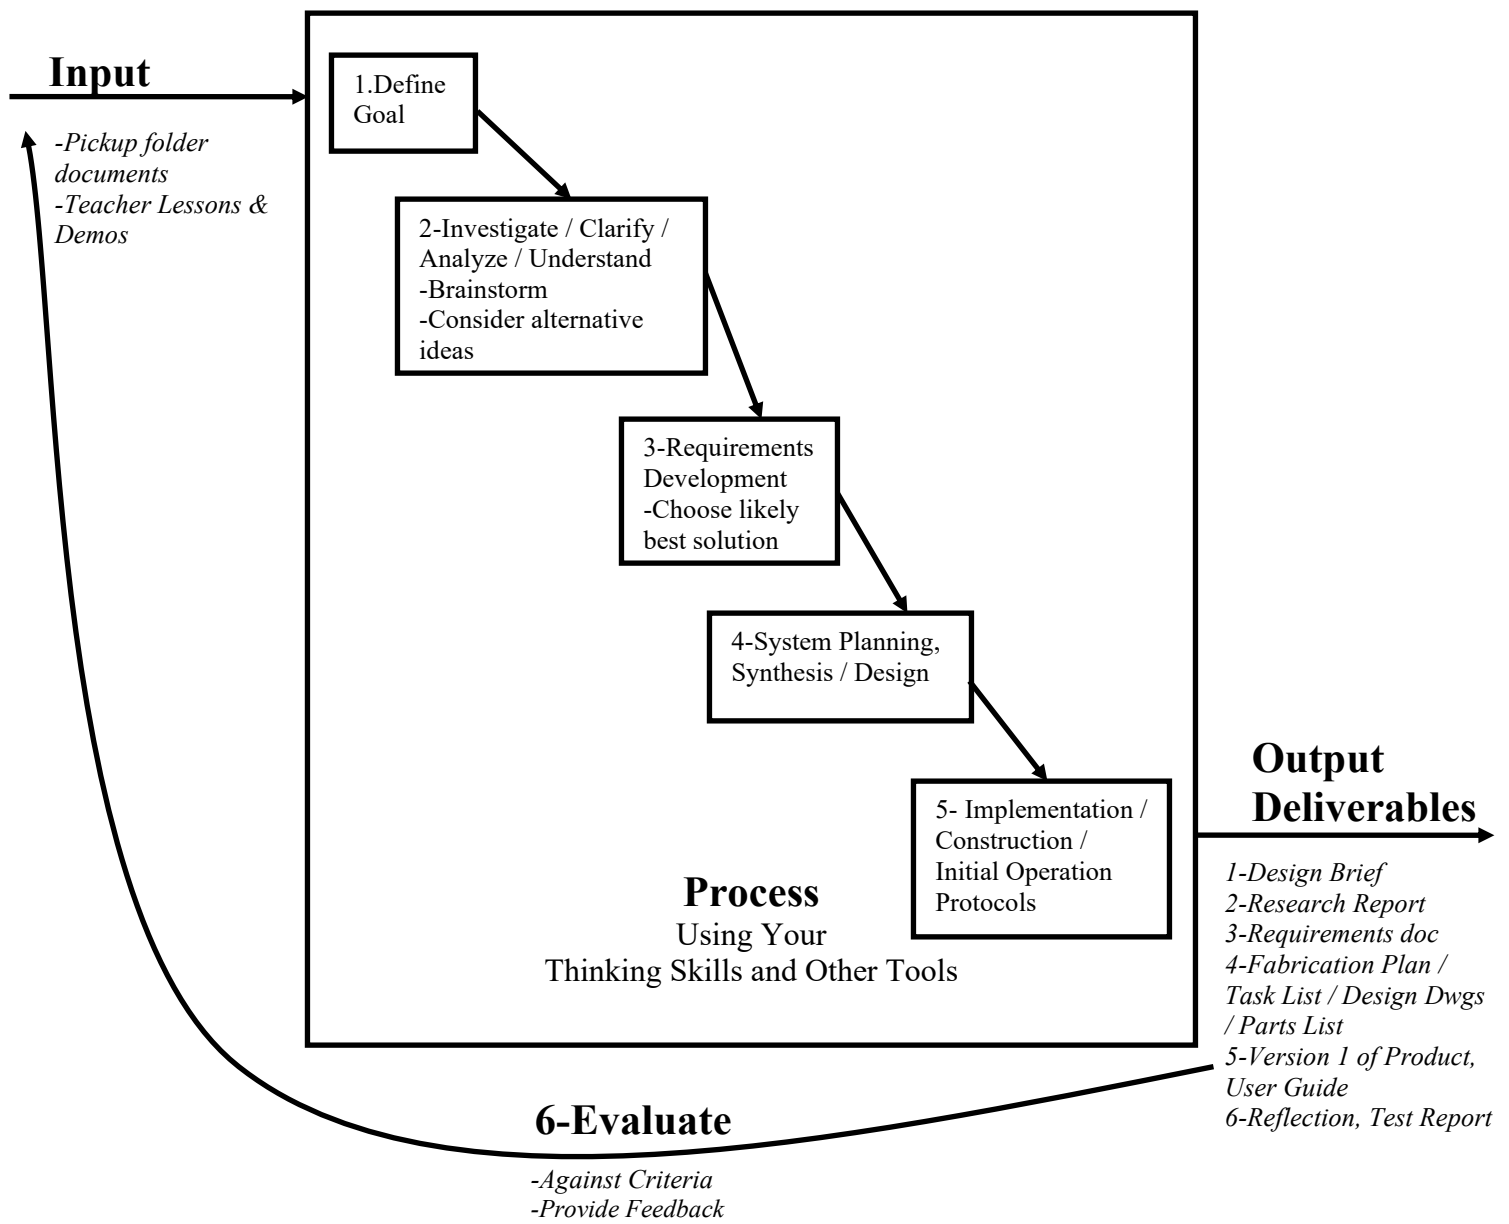 Input
-Pickup folder
documents
-Teacher Lessons &
Demos
1.Define
Goal
2-Investigate / Clarify /
Analyze / Understand
-Brainstorm
-Consider alternative
ideas
3-Requirements
Development
-Choose likely
best solution
4-System Planning,
Synthesis / Design
5- Implementation /
Construction /
Initial Operation
Protocols
Process
Using Your
Thinking Skills and Other Tools
Output
Deliverables
1-Design Brief
2-Research Report
3-Requirements doc
4-Fabrication Plan /
Task List / Design Dwgs
/ Parts List
5-Version 1 of Product,
User Guide
6-Reflection, Test Report
6-Evaluate
-Against Criteria
-Provide Feedback